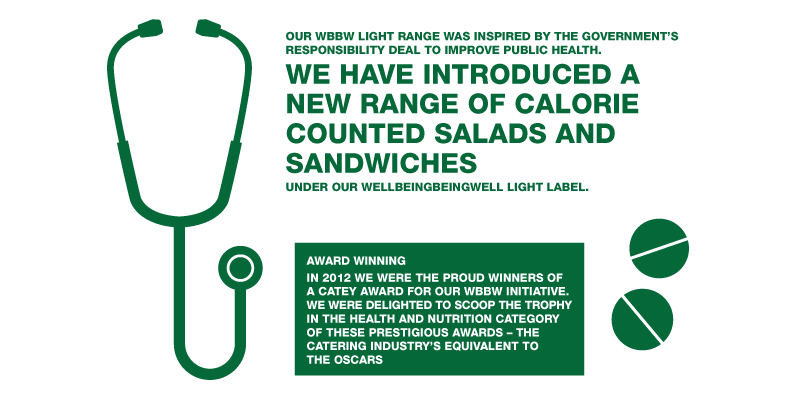 OUR WBBW LIGHT RANGE WAS INSPIRED BY THE GOVERNMENT'S
RESPONSIBILITY DEAL TO IMPROVE PUBLIC HEALTH.
WE HAVE INTRODUCED A
NEW RANGE OF CALORIE
COUNTED SALADS AND
SANDWICHES
UNDER OUR WELLBEINGBEINGWELL LIGHT LABEL.
AWARD WINNING
IN 2012 WE WERE THE PROUD WINNERS OF
A CATEY AWARD FOR OUR WBBW INITIATIVE.
WE WERE DELIGHTED TO SCOOP THE TROPHY
IN THE HEALTH AND NUTRITION CATEGORY
OF THESE PRESTIGIOUS AWARDS – THE
CATERING INDUSTRY'S EQUIVALENT TO
THE OSCARS